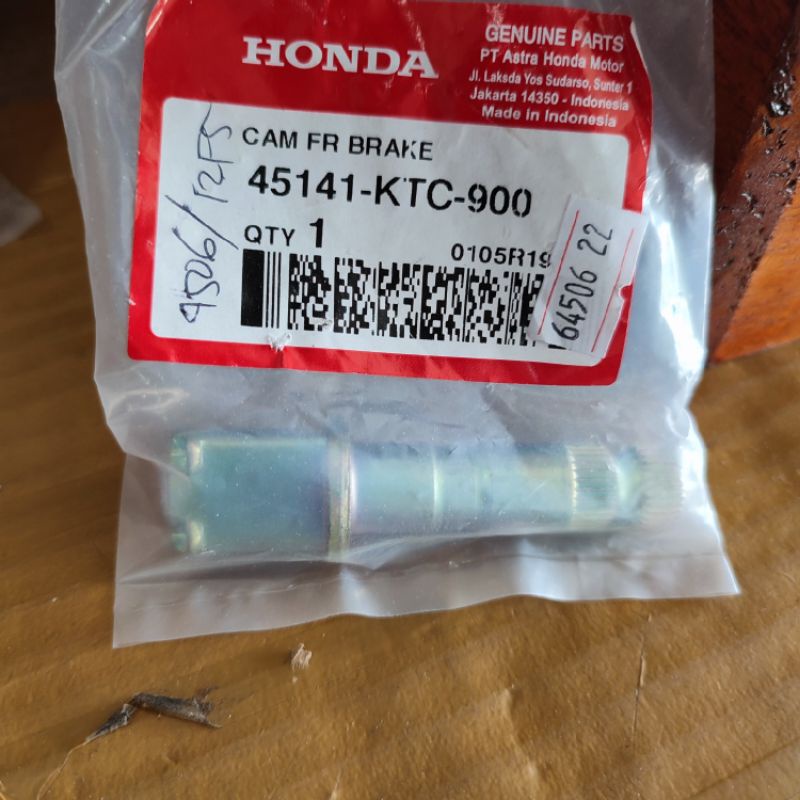 HONDA
GENUINE PARTS
PT Astra Honda Motor
Jl. Laksda Yos Sudarso, Sunter 1
Jakarta 14350 - Indonesia
Made in Indonesia
CAM FR BRAKE
45141-KTC-900
QTY 1
0105R19
64506 22